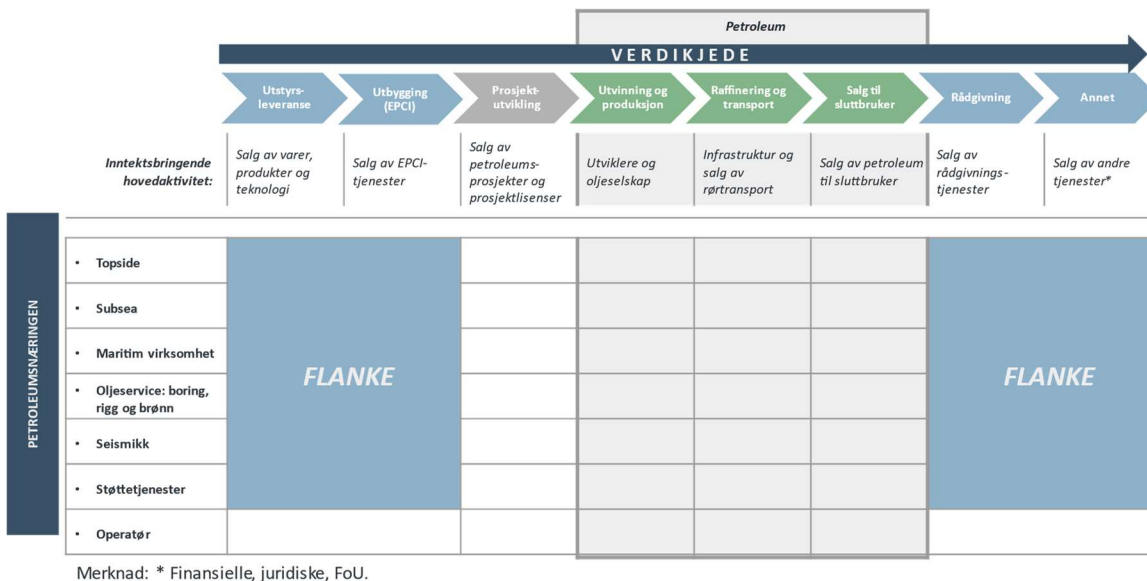 Petroleum
VERDIKJEDE
Utstyrs-
leveranse
Utbygging
(EPCI)
Prosjekt-
utvikling
Utvinning og
produksjon
Raffinering og
transport
Salg til
sluttbruker
Rådgivning
Annet
Inntektsbringende
hovedaktivitet:
Salg av varer,
produkter og
teknologi
Salg av EPCI-
tjenester
Salg av
petroleums-
prosjekter og
prosjektlisenser
Utviklere og
oljeselskap
Infrastruktur og
salg av
rørtransport
Salg av petroleum
til sluttbruker
Salg av
rådgivnings-
tjenester
Salg av andre
tjenester*
PETROLEUMSNÆRINGEN
• Topside
• Subsea
• Maritim virksomhet
• Oljeservice: boring,
rigg og brønn
• Seismikk
• Støttetjenester
• Operatør
FLANKE
FLANKE
Merknad: * Finansielle, juridiske, FoU.